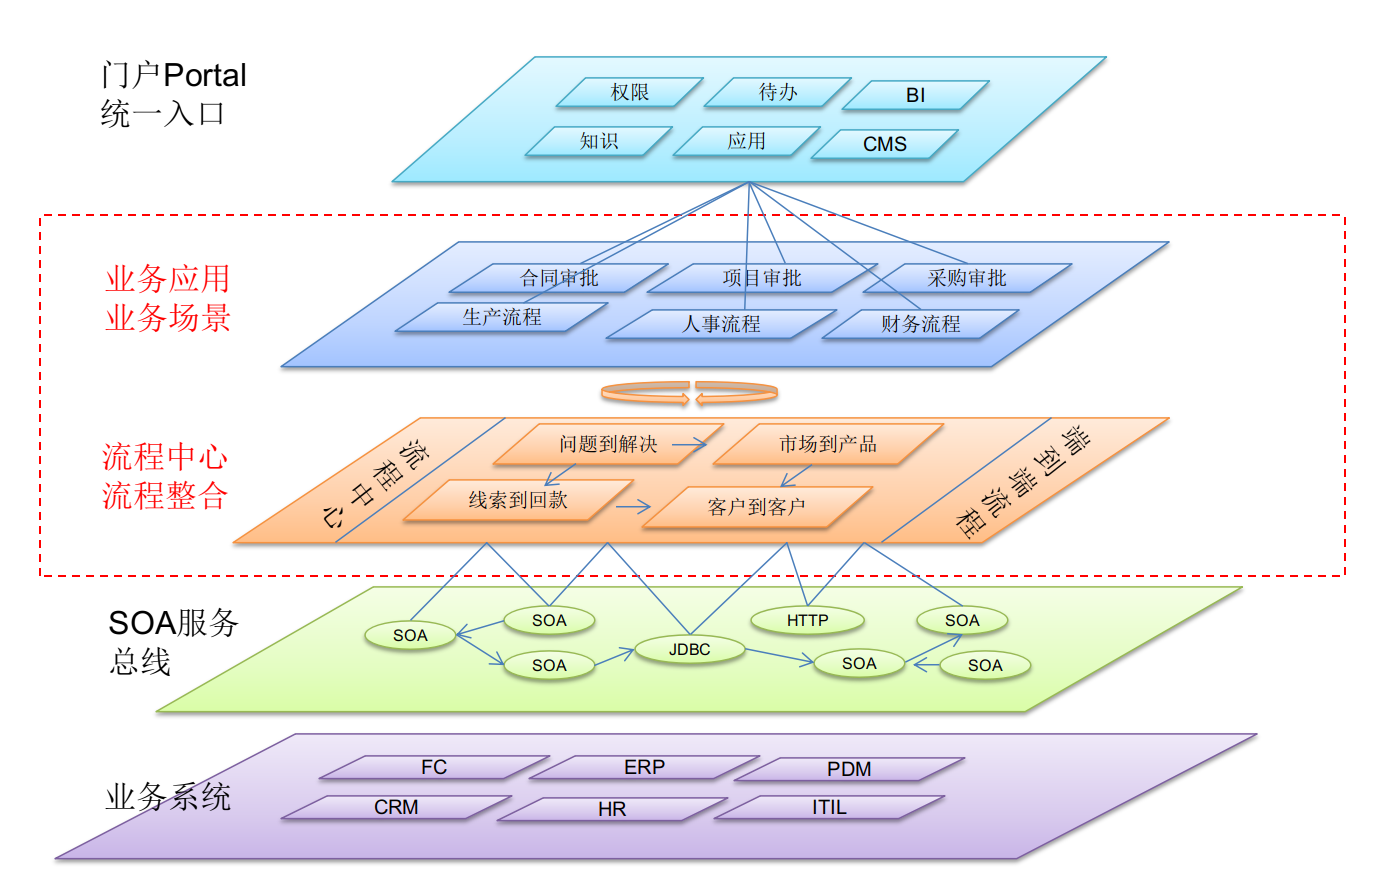 门户Portal
统一入口
权限
待办
BI
知识
应用
CMS
业务应用
业务场景
合同审批
项目审批
采购审批
生产流程
人事流程
财务流程
流程中心
流程整合
流程中心
问题到解决
市场到产品
线索到回款
客户到客户
端到端流程
SOA服务
总线
SOA
SOA
SOA
JDBC
HTTP
SOA
SOA
SOA
业务系统
FC
ERP
PDM
CRM
HR
ITIL